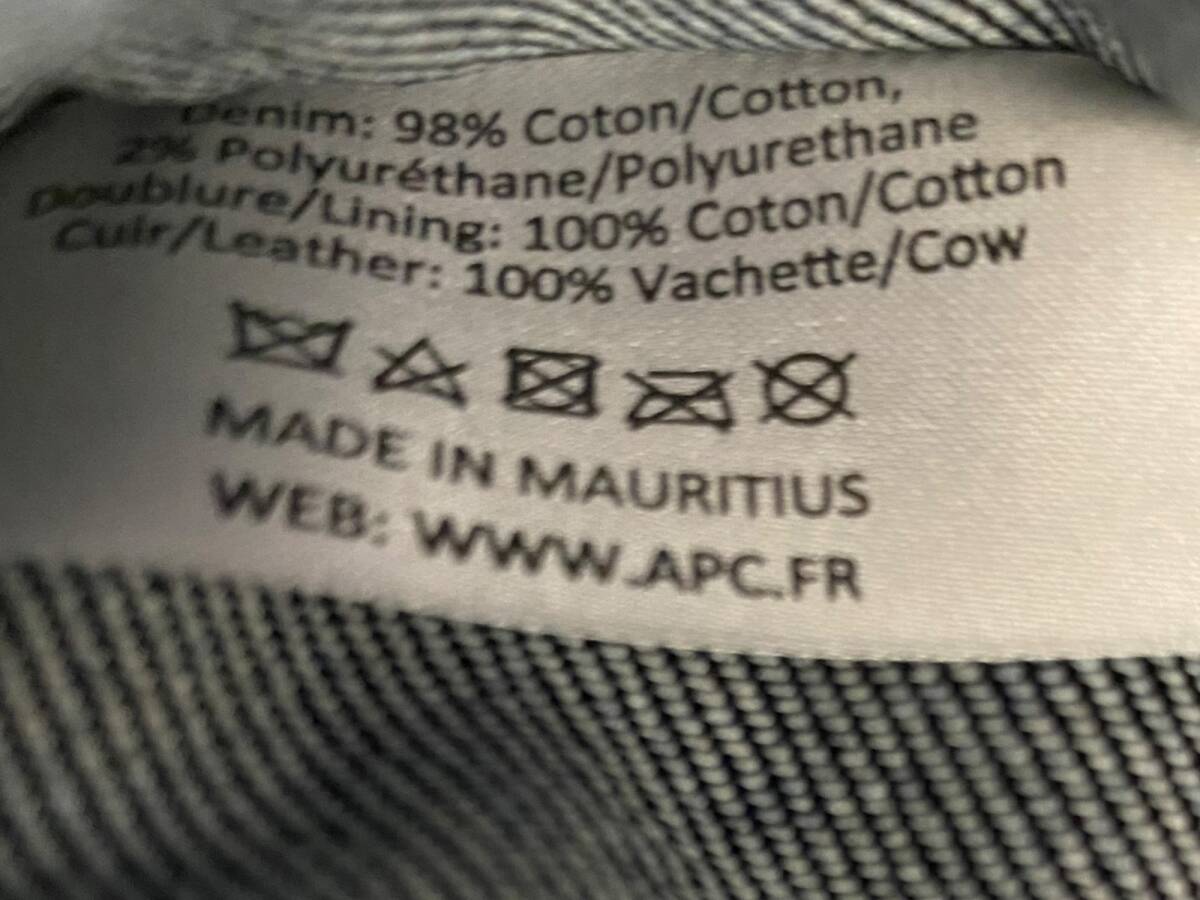 Denim: 98% Coton/Cotton,
2% Polyuréthane/Polyurethane
Doublure/Lining: 100% Coton/Cotton
Cuir/Leather: 100% Vachette/Cow
MADE IN MAURITIUS
WEB: WWW.APC.FR